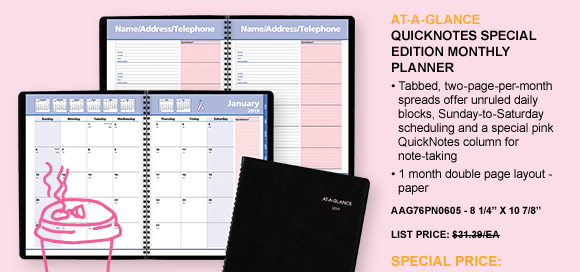 Name/Address/Telephone
Name/Address/Telephone
January
2019
Sunday Monday Tuesday Wednesday Thursday Friday Saturday
AT-A-GLANCE
2019
AT-A-GLANCE
QUICKNOTES SPECIAL
EDITION MONTHLY
PLANNER
• Tabbed, two-page-per-month
spreads offer unruled daily
blocks, Sunday-to-Saturday
scheduling and a special pink
QuickNotes column for
note-taking
• 1 month double page layout -
paper
AAG76PN0605 - 8 1/4” X 10 7/8”
LIST PRICE: $31.39/EA
SPECIAL PRICE: